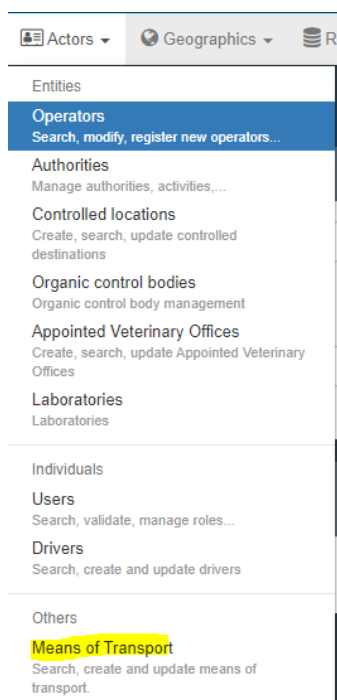 Actors Geographics R
Entities
Operators
Search, modify, register new operators...
Authorities
Manage authorities, activities,...
Controlled locations
Create, search, update controlled
destinations
Organic control bodies
Organic control body management
Appointed Veterinary Offices
Create, search, update Appointed Veterinary
Offices
Laboratories
Laboratories
Individuals
Users
Search, validate, manage roles...
Drivers
Search, create and update drivers
Others
Means of Transport
Search, create and update means of
transport.